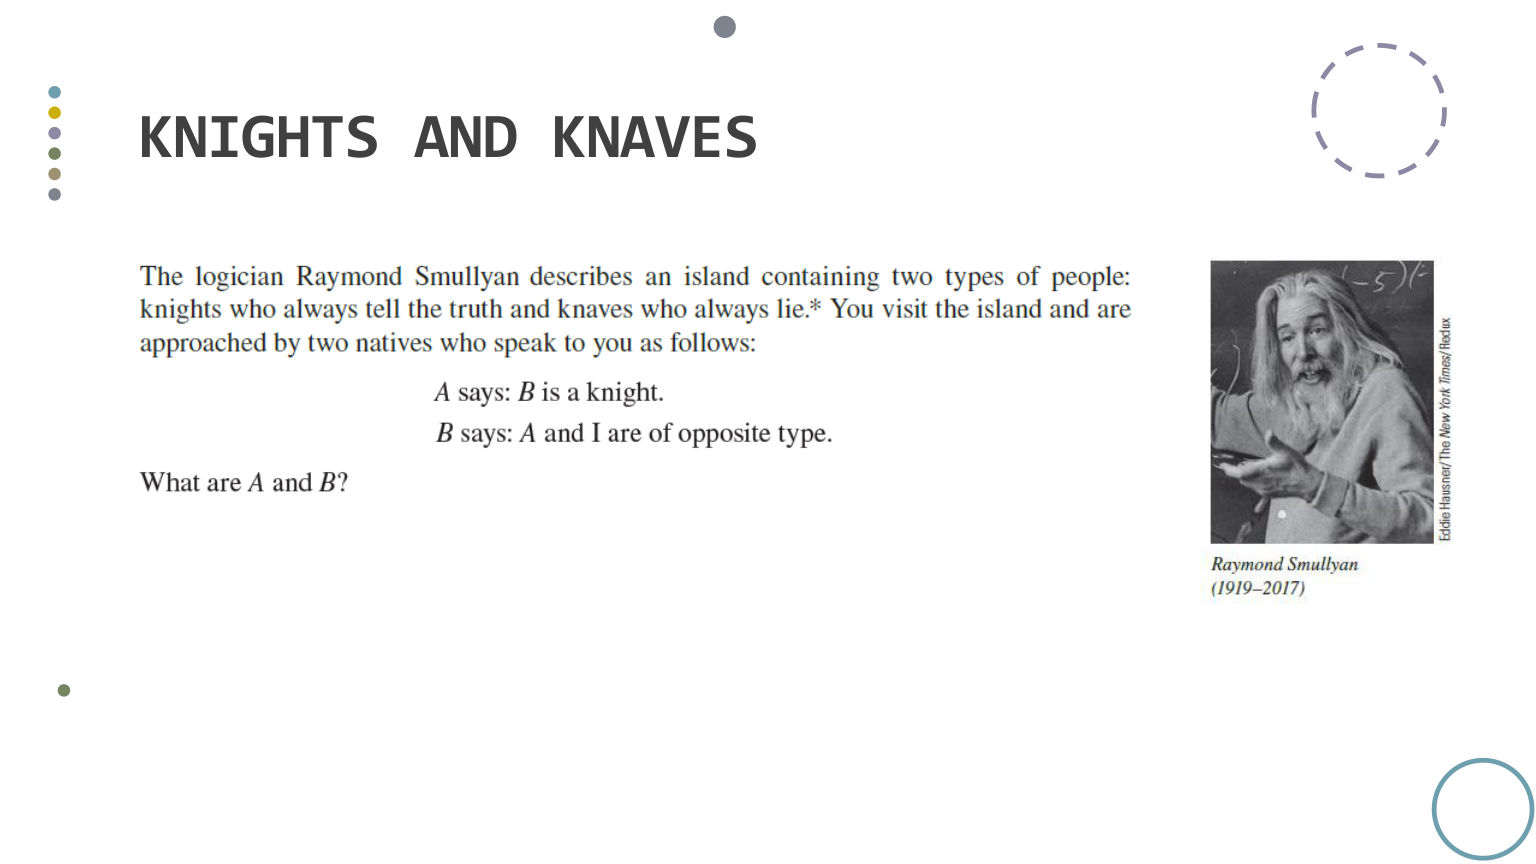 KNIGHTS AND KNAVES
The logician Raymond Smullyan describes an island containing two types of people:
knights who always tell the truth and knaves who always lie.* You visit the island and are
approached by two natives who speak to you as follows:
A says: B is a knight.
B says: A and I are of opposite type.
What are A and B?
−5)(
Eddie Hausner/The New York Times/Redux
Raymond Smullyan
(1919–2017)